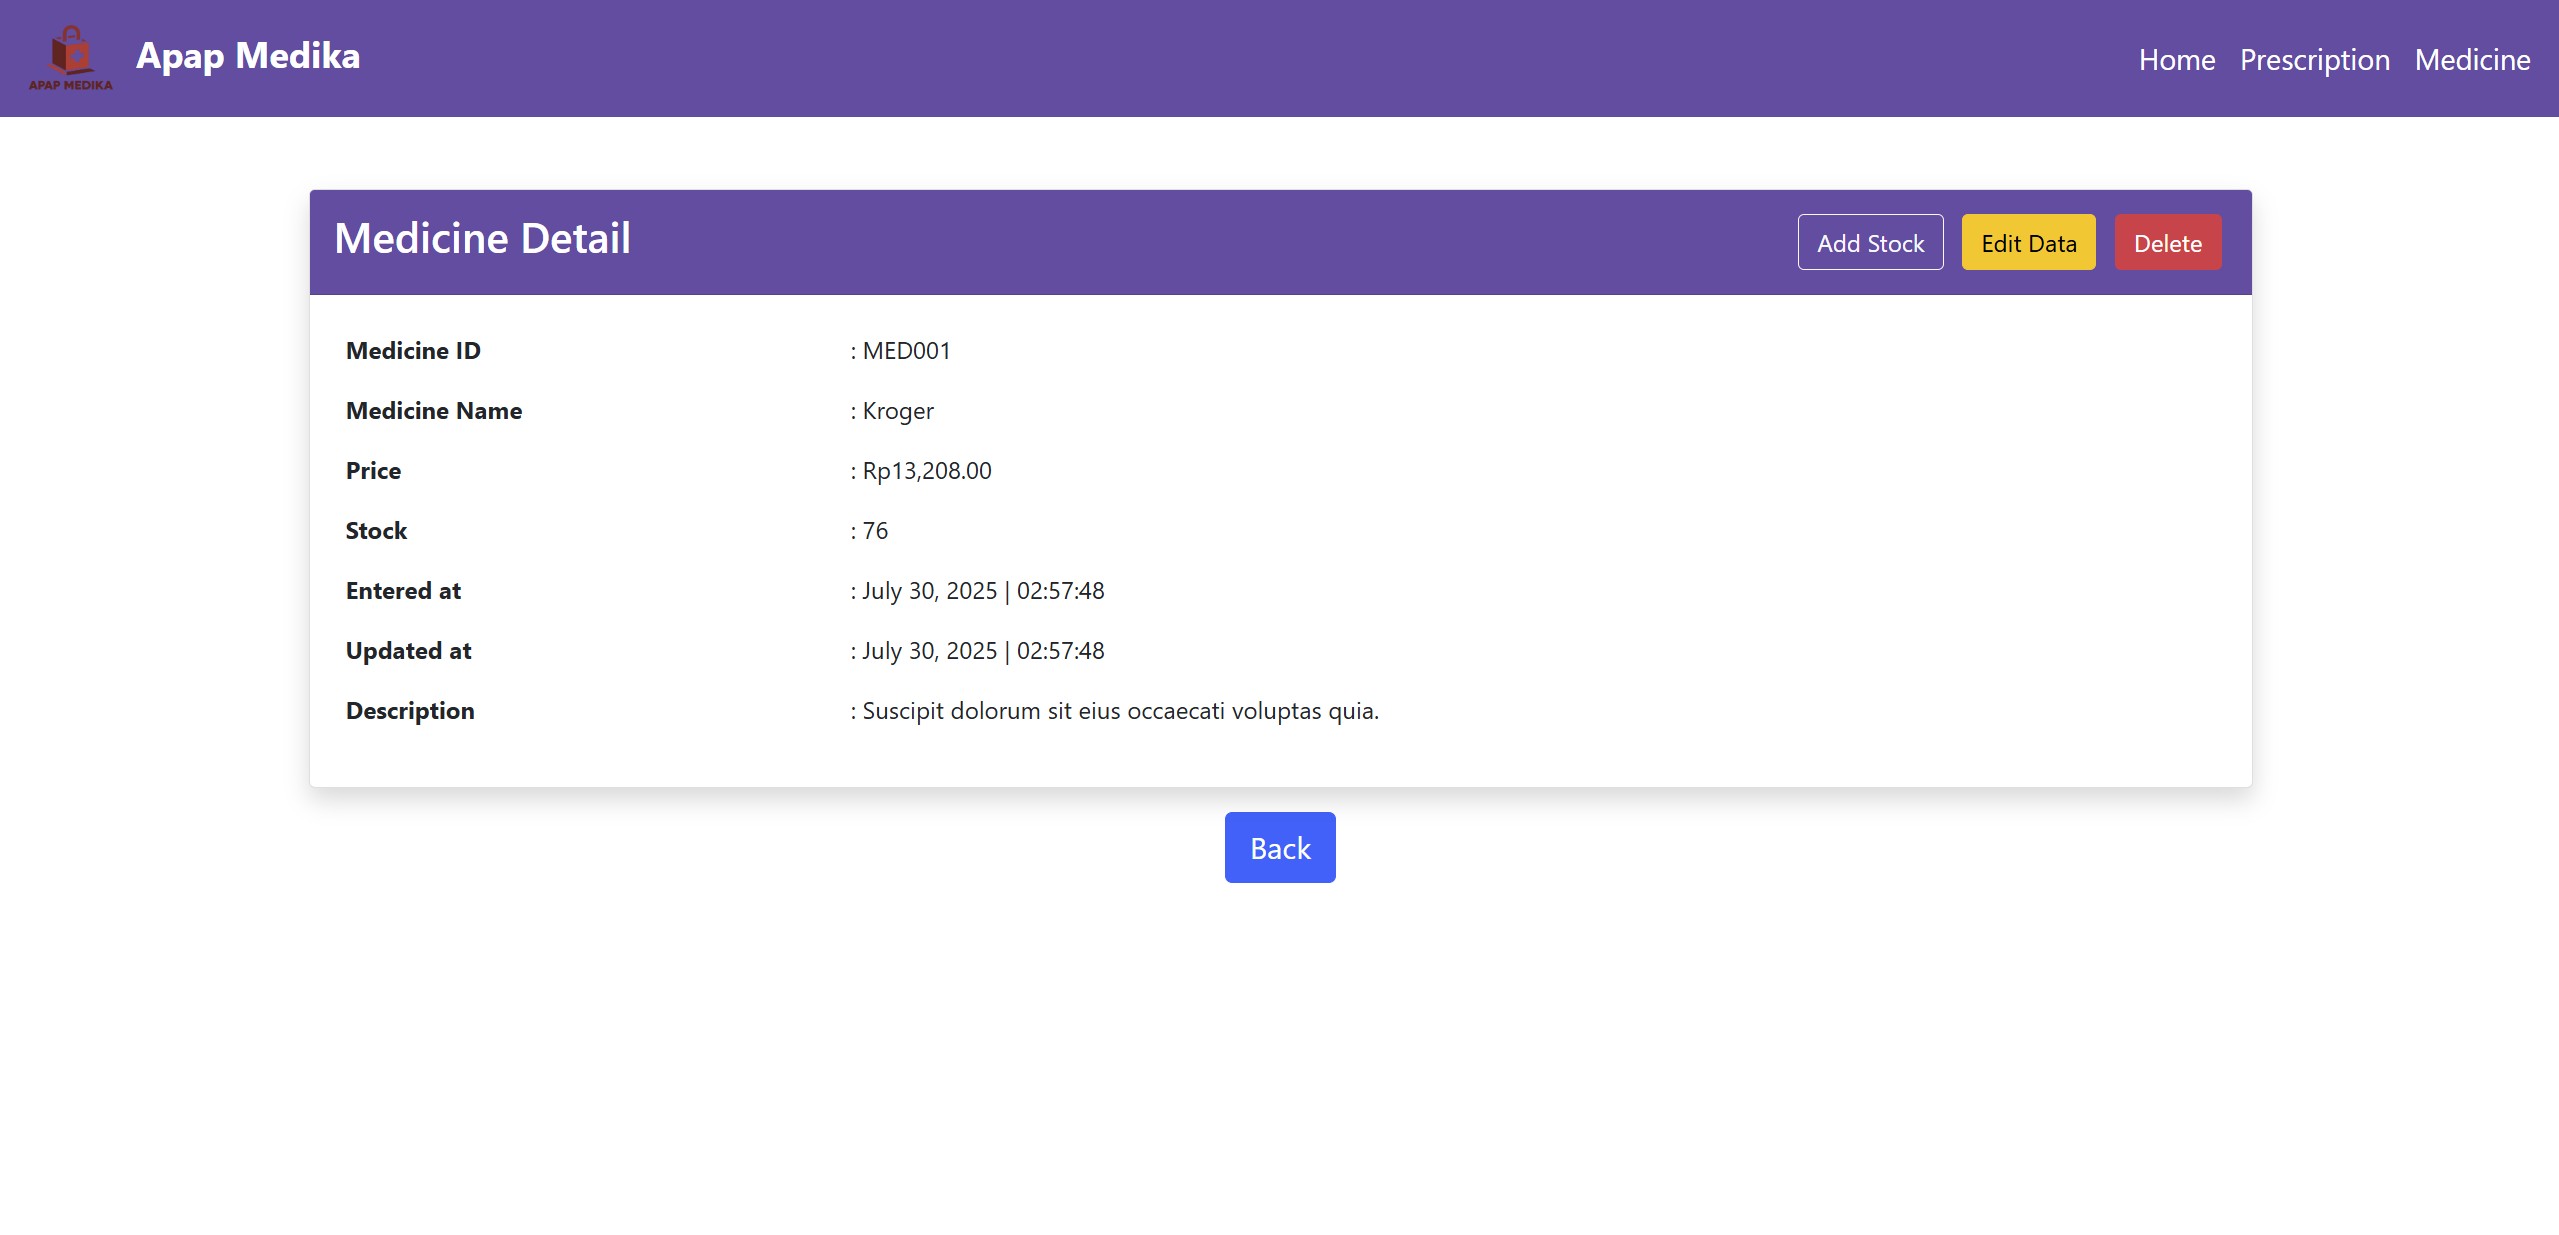 APAP MEDIKA
Apap Medika
Home Prescription Medicine
Medicine Detail
Add Stock Edit Data Delete
Medicine ID : MED001
Medicine Name : Kroger
Price : Rp13,208.00
Stock : 76
Entered at : July 30, 2025 | 02:57:48
Updated at : July 30, 2025 | 02:57:48
Description : Suscipit dolorum sit eius occaecati voluptas quia.
Back